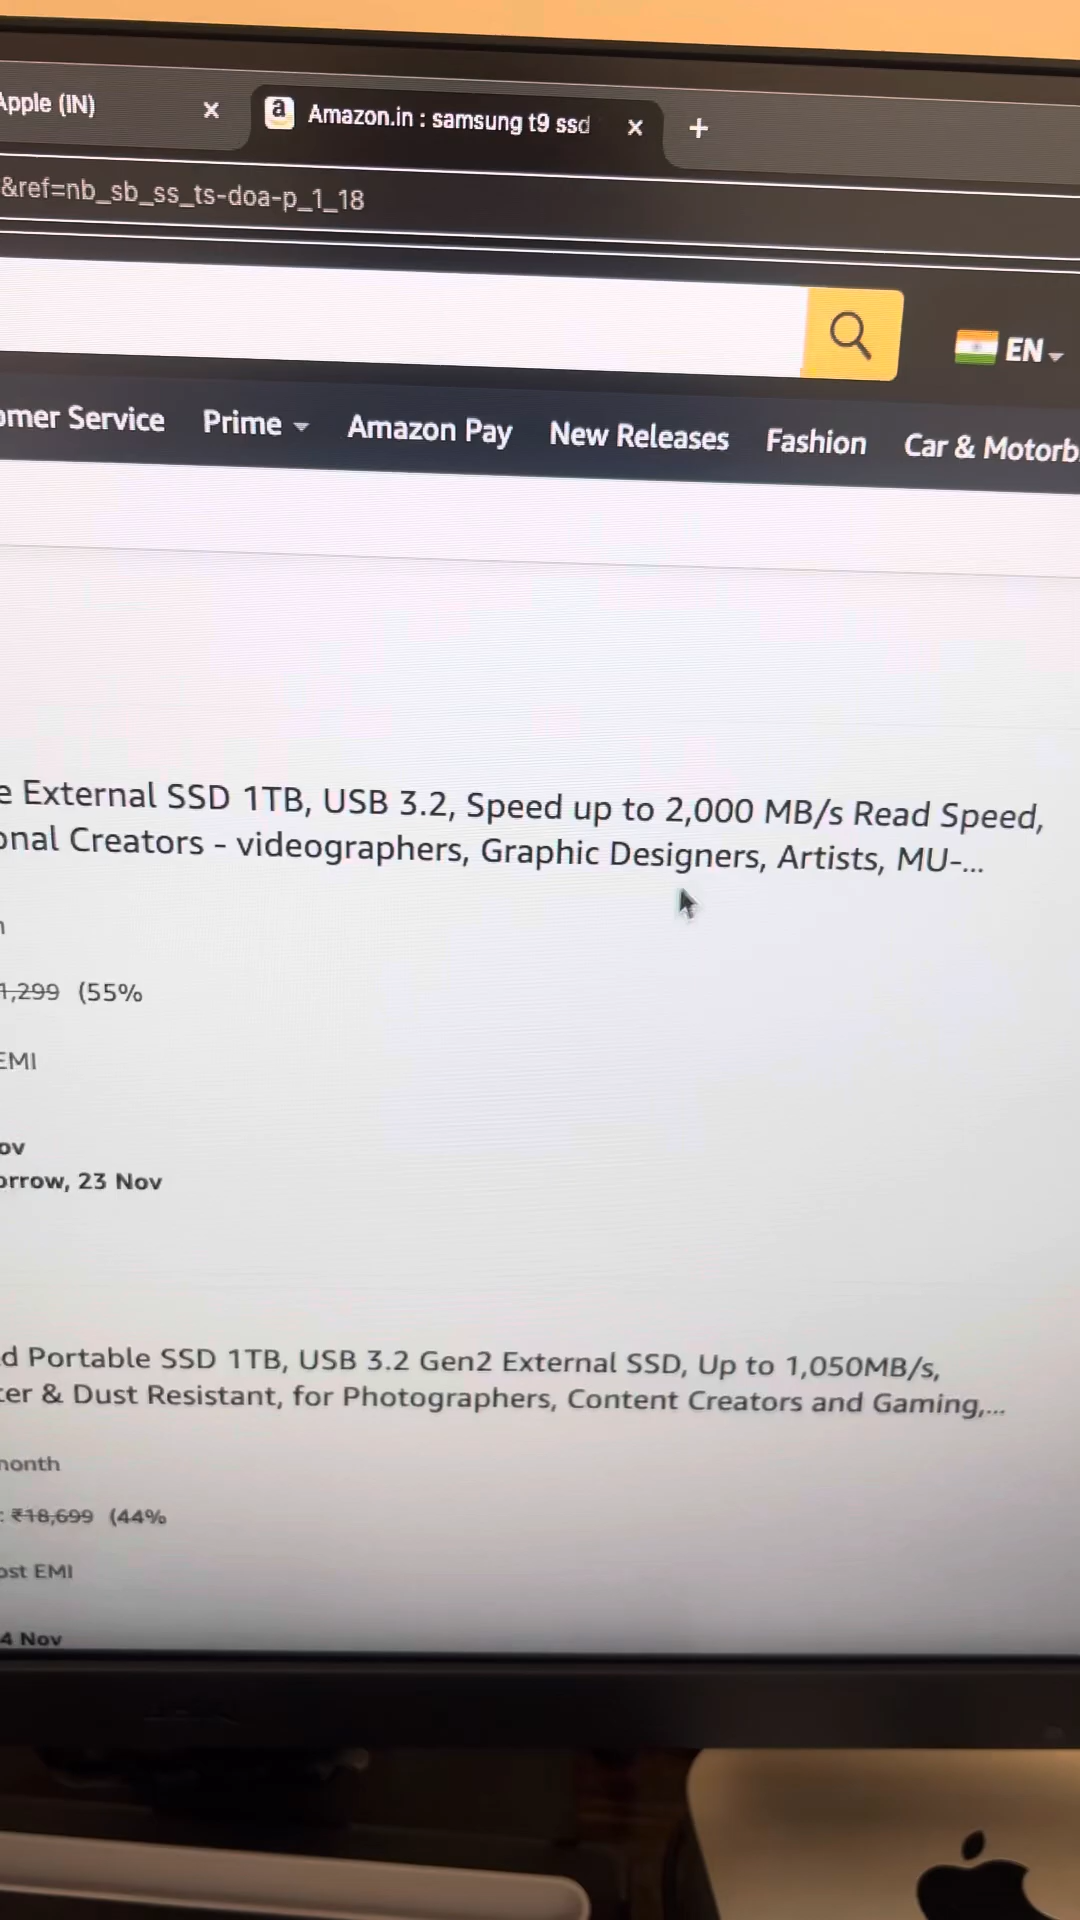 Apple (IN)
Amazon.in : samsung t9 ssd
&ref=nb_sb_ss_ts-doa-p_1_18
EN
omer Service Prime Amazon Pay New Releases Fashion Car & Motorb
e External SSD 1TB, USB 3.2, Speed up to 2,000 MB/s Read Speed,
onal Creators - videographers, Graphic Designers, Artists, MU-...
1,299 (55%
EMI
ov
orrow, 23 Nov
d Portable SSD 1TB, USB 3.2 Gen2 External SSD, Up to 1,050MB/s,
ter & Dust Resistant, for Photographers, Content Creators and Gaming,...
month
: ₹18,699 (44%
ost EMI
4 Nov